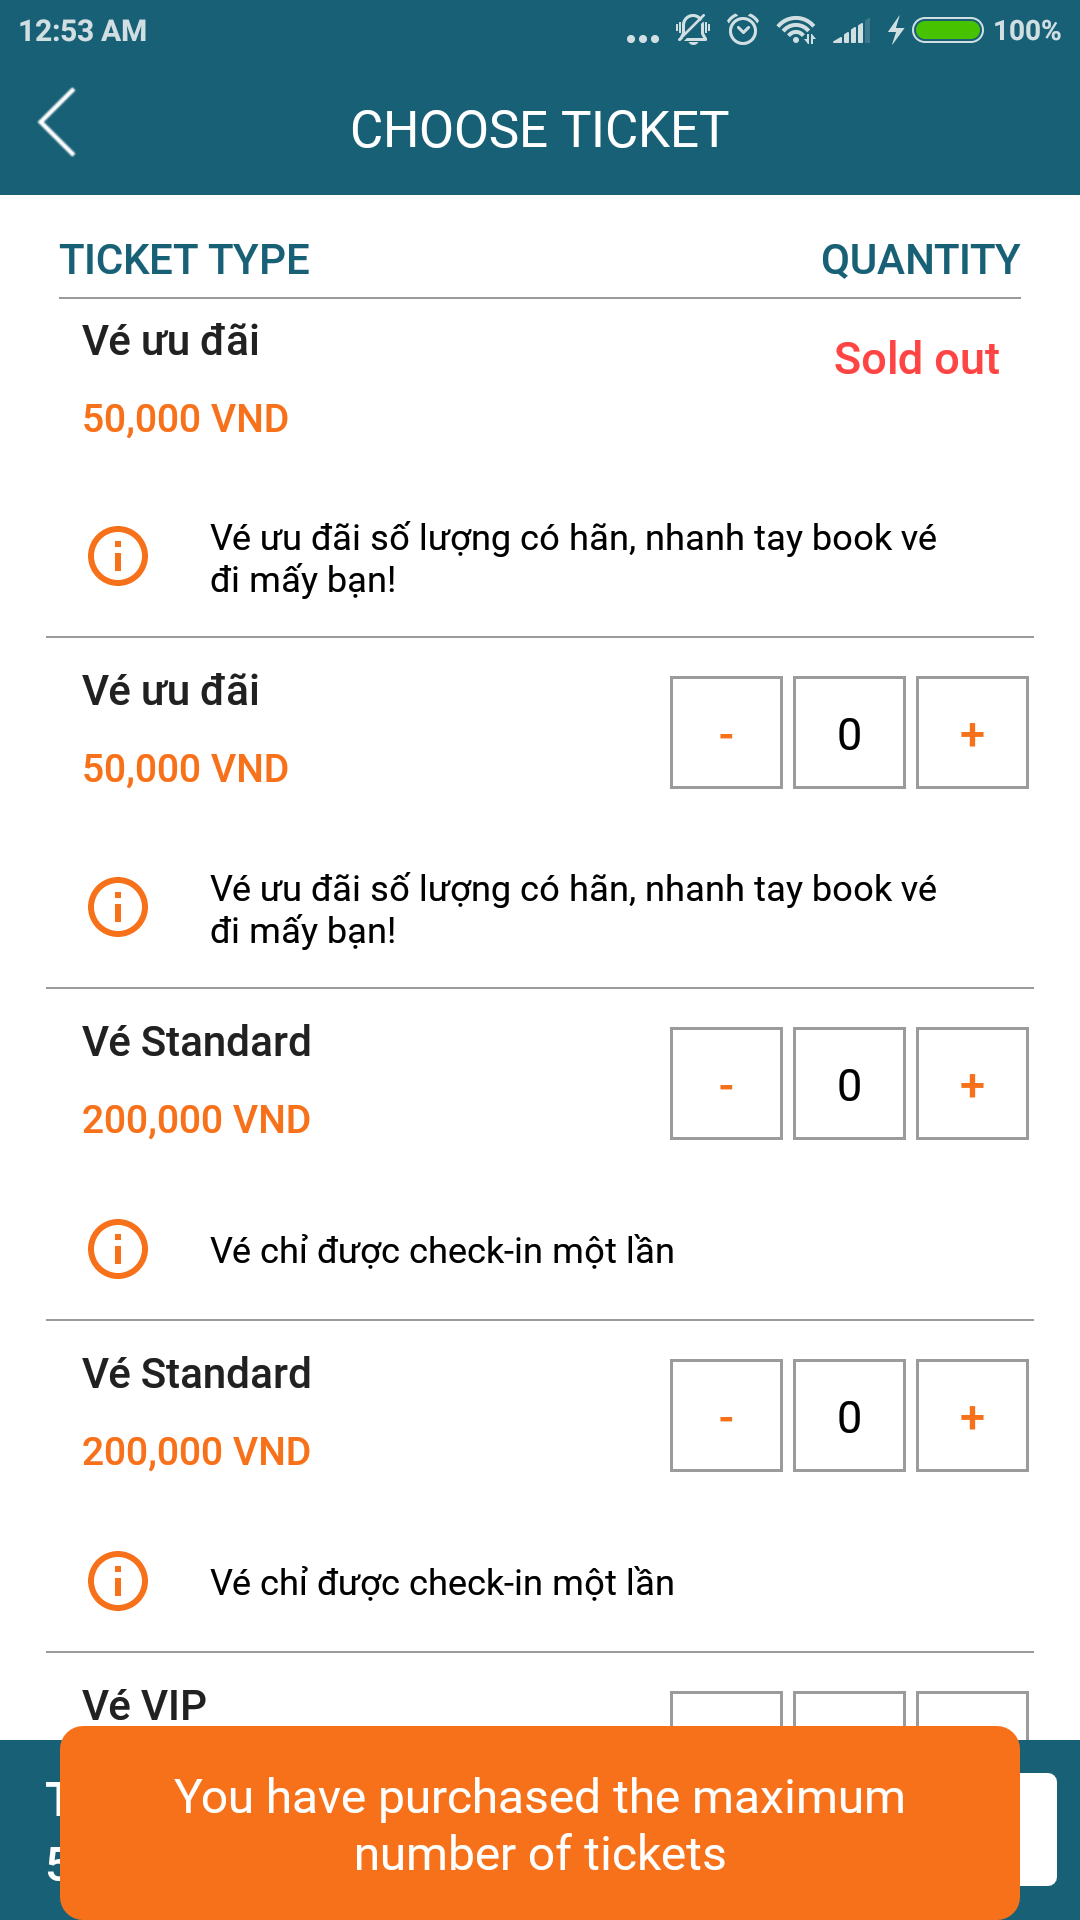 12:53 AM
100%
CHOOSE TICKET
TICKET TYPE QUANTITY
Vé ưu đãi
Sold out
50,000 VND
Vé ưu đãi số lượng có hãn, nhanh tay book vé
đi mấy bạn!
Vé ưu đãi
- 0 +
50,000 VND
Vé ưu đãi số lượng có hãn, nhanh tay book vé
đi mấy bạn!
Vé Standard
- 0 +
200,000 VND
Vé chỉ được check-in một lần
Vé Standard
- 0 +
200,000 VND
Vé chỉ được check-in một lần
Vé VIP
You have purchased the maximum
number of tickets